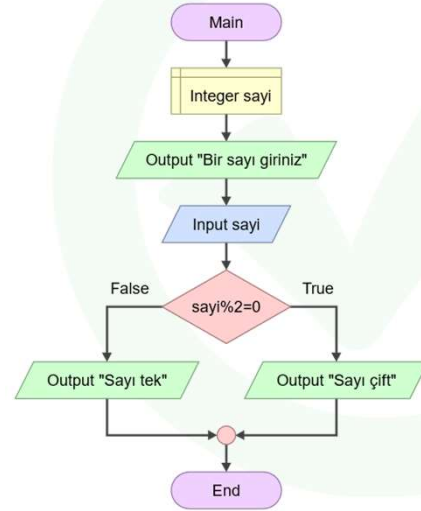 Main
Integer sayi
Output "Bir sayı giriniz"
Input sayi
False
True
sayi%2=0
Output "Sayı tek"
Output "Sayı çift"
End